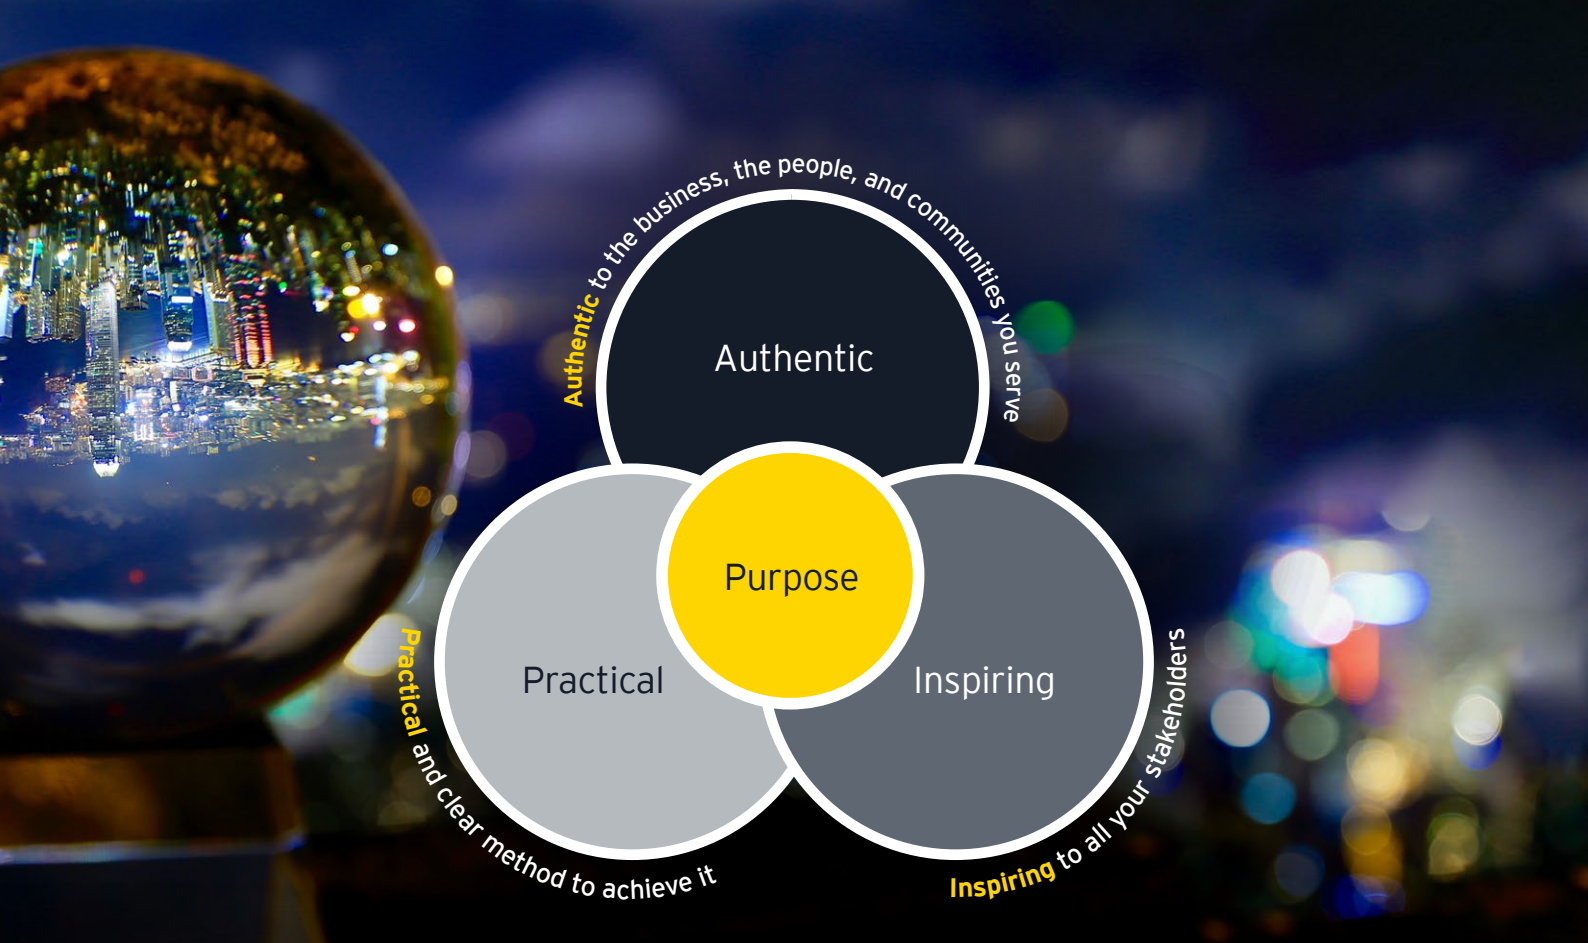 Authentic to the business, the people, and communities you serve
Authentic
Purpose
Practical
Inspiring
Practical and clear method to achieve it
Inspiring to all your stakeholders